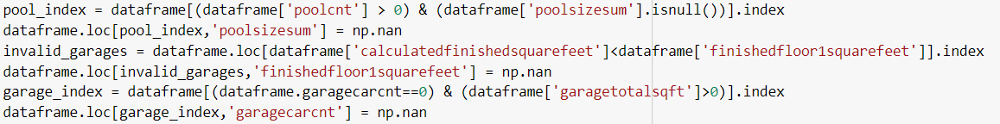 pool_index = dataframe[(dataframe['poolcnt'] > 0) & (dataframe['poolsizesum'].isnull())].index
dataframe.loc[pool_index,'poolsizesum'] = np.nan
invalid_garages = dataframe.loc[dataframe['calculatedfinishedsquarefeet']<dataframe['finishedfloor1squarefeet']].index
dataframe.loc[invalid_garages,'finishedfloor1squarefeet'] = np.nan
garage_index = dataframe[(dataframe.garagecarcnt==0) & (dataframe['garagetotalsqft']>0)].index
dataframe.loc[garage_index,'garagecarcnt'] = np.nan